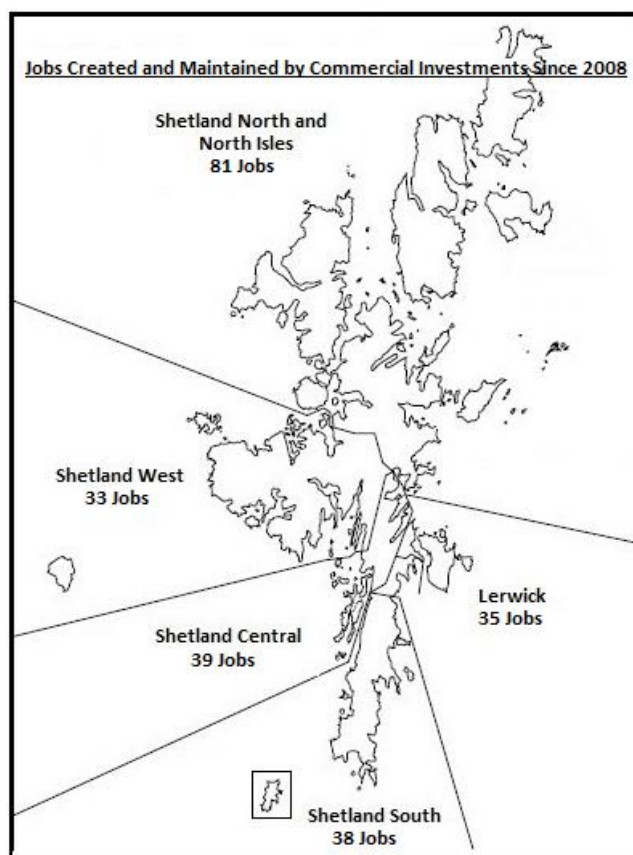 Jobs Created and Maintained by Commercial Investments Since 2008
Shetland North and
North Isles
81 Jobs
Shetland West
33 Jobs
Lerwick
35 Jobs
Shetland Central
39 Jobs
Shetland South
38 Jobs